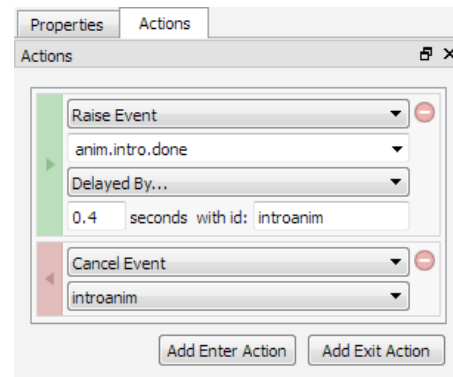 Properties Actions
Actions
Raise Event
anim.intro.done
Delayed By...
0.4 seconds with id: introanim
Cancel Event
introanim
Add Enter Action Add Exit Action